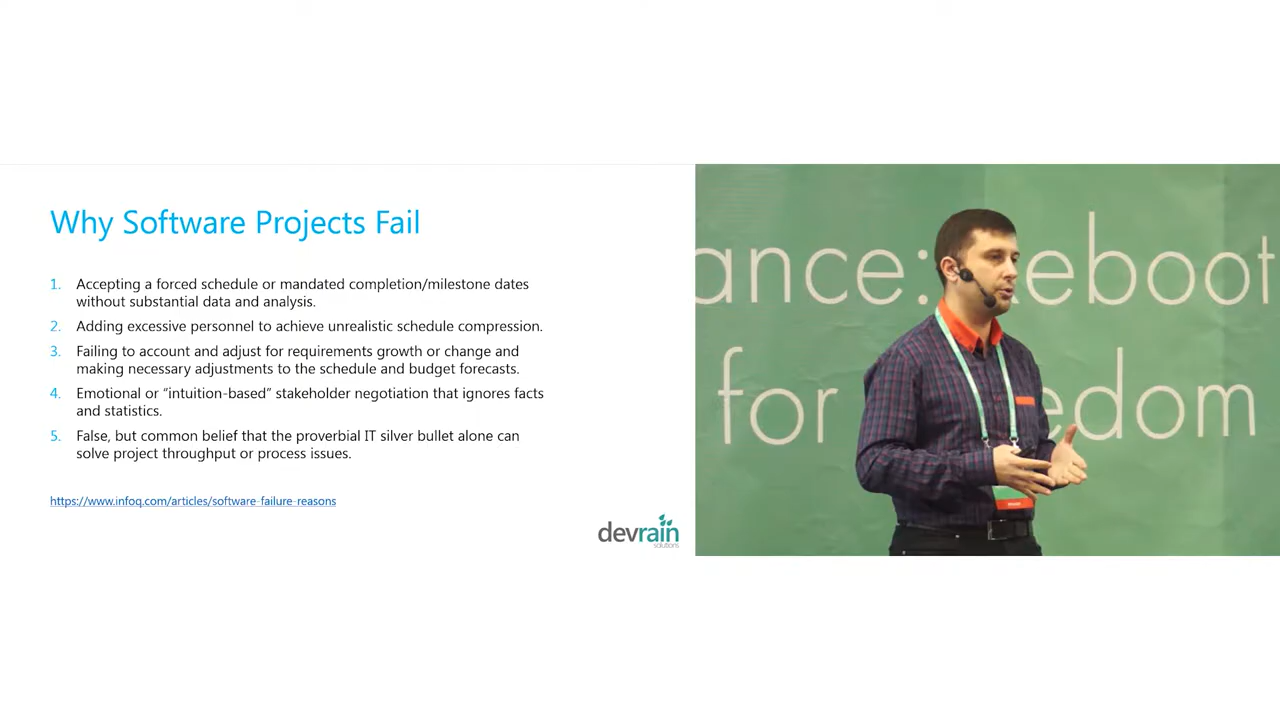 Why Software Projects Fail
1. Accepting a forced schedule or mandated completion/milestone dates
without substantial data and analysis.
2. Adding excessive personnel to achieve unrealistic schedule compression.
3. Failing to account and adjust for requirements growth or change and
making necessary adjustments to the schedule and budget forecasts.
4. Emotional or “intuition-based” stakeholder negotiation that ignores facts
and statistics.
5. False, but common belief that the proverbial IT silver bullet alone can
solve project throughput or process issues.
https://www.infoq.com/articles/software-failure-reasons
devrain
solutions
ance: Reboot
for edom